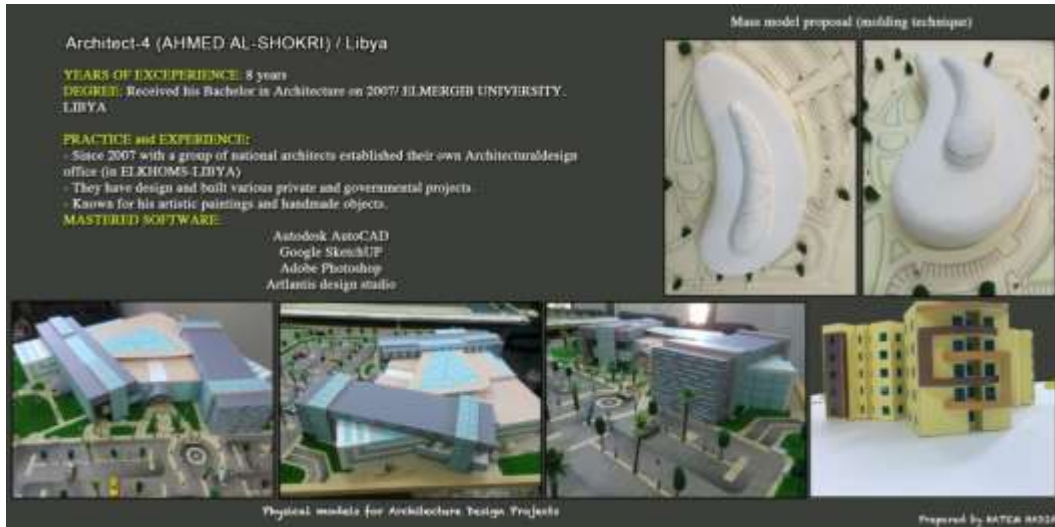 Architect-4 (AHMED AL-SHOKRI) / Libya
YEARS OF EXCEPERIENCE: 8 years
DEGREE: Received his Bachelor in Architecture on 2007/ ELMERGIB UNIVERSITY.
LIBYA
PRACTICE and EXPERIENCE:
- Since 2007 with a group of national architects established their own Architecturaldesign
office (in ELKHOMS-LIBYA)
- They have design and built various private and governmental projects
- Known for his artistic paintings and handmade objects.
MASTERED SOFTWARE:
Autodesk AutoCAD
Google SketchUP
Adobe Photoshop
Artlantis design studio
Mass model proposal (molding technique)
Physical models for Architecture Design Projects
Prepared by HATEM